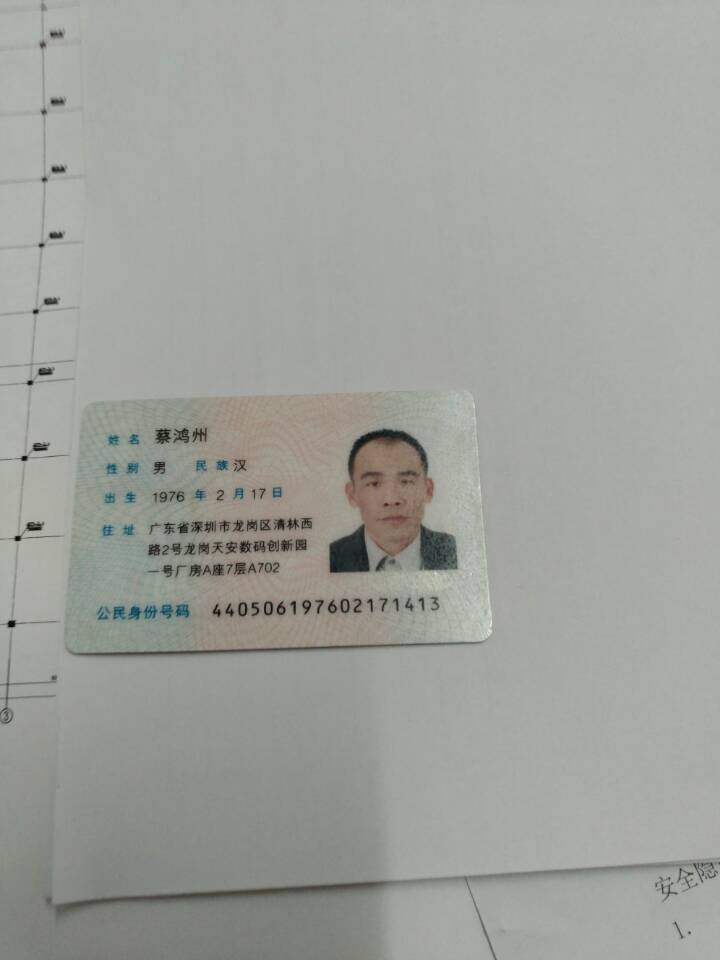 姓名 蔡鸿州
性别 男 民族 汉
出生 1976 年 2 月 17 日
住址 广东省深圳市龙岗区清林西
路2号龙岗天安数码创新园
一号厂房A座7层A702
公民身份号码 440506197602171413
③
安全隐
1.